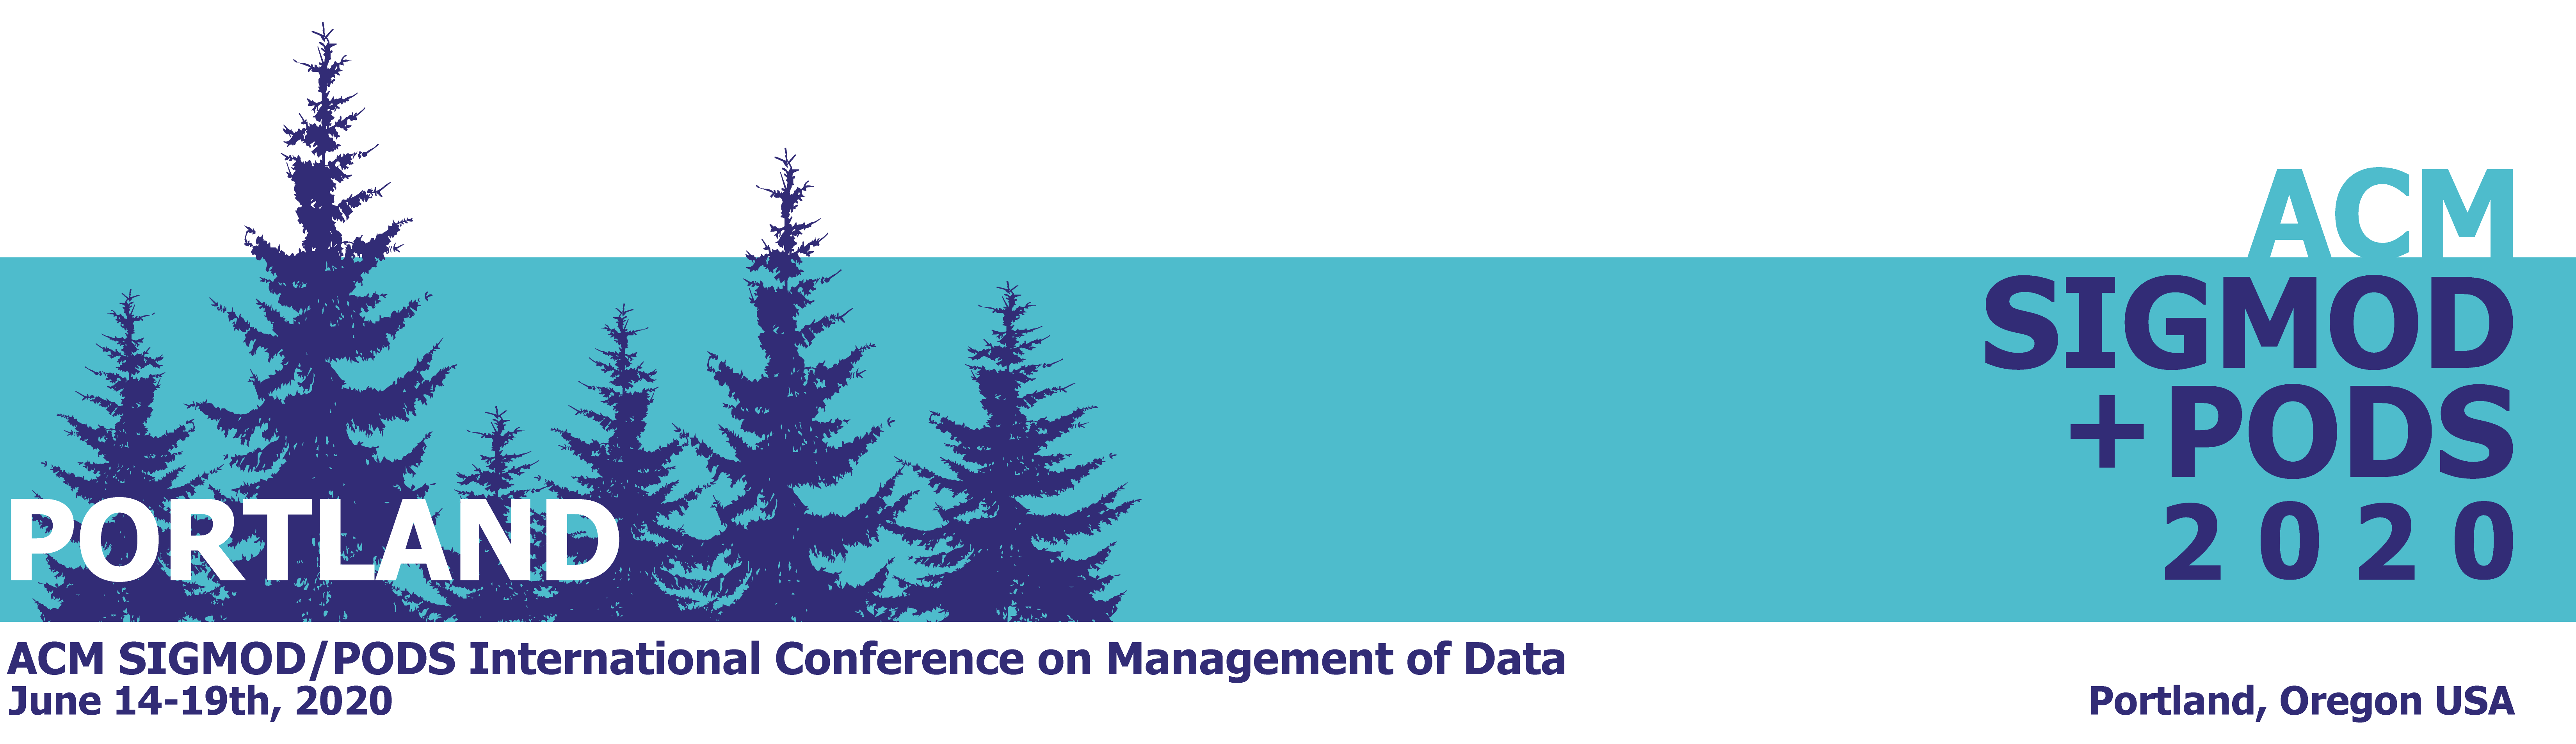 PORTLAND
ACM
SIGMOD
+PODS
2020
ACM SIGMOD/PODS International Conference on Management of Data
June 14-19th, 2020
Portland, Oregon USA